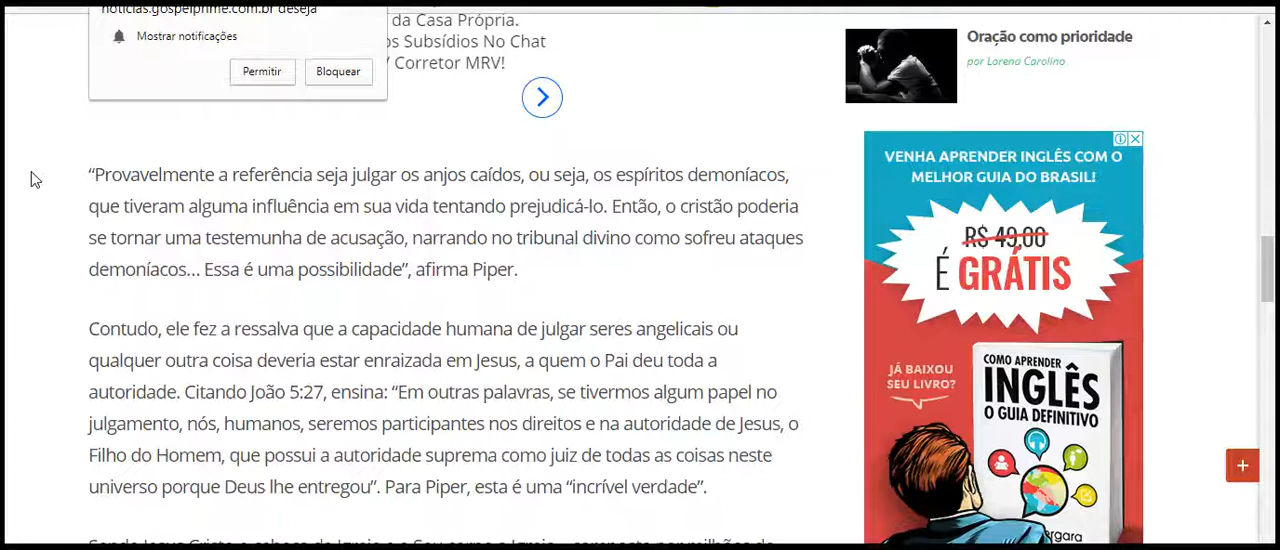 noticias.gospelprime.com.br deseja
Mostrar notificações
Permitir
Bloquear
da Casa Própria.
os Subsídios No Chat
/ Corretor MRV!
“Provavelmente a referência seja julgar os anjos caídos, ou seja, os espíritos demoníacos,
que tiveram alguma influência em sua vida tentando prejudicá-lo. Então, o cristão poderia
se tornar uma testemunha de acusação, narrando no tribunal divino como sofreu ataques
demoníacos... Essa é uma possibilidade”, afirma Piper.
Contudo, ele fez a ressalva que a capacidade humana de julgar seres angelicais ou
qualquer outra coisa deveria estar enraizada em Jesus, a quem o Pai deu toda a
autoridade. Citando João 5:27, ensina: “Em outras palavras, se tivermos algum papel no
julgamento, nós, humanos, seremos participantes nos direitos e na autoridade de Jesus, o
Filho do Homem, que possui a autoridade suprema como juiz de todas as coisas neste
universo porque Deus lhe entregou”. Para Piper, esta é uma “incrível verdade”.
Oração como prioridade
por Lorena Carolino
VENHA APRENDER INGLÊS COM O
MELHOR GUIA DO BRASIL!
R$ 49,00
É GRÁTIS
JÁ BAIXOU
SEU LIVRO?
COMO APRENDER
INGLÊS
O GUIA DEFINITIVO